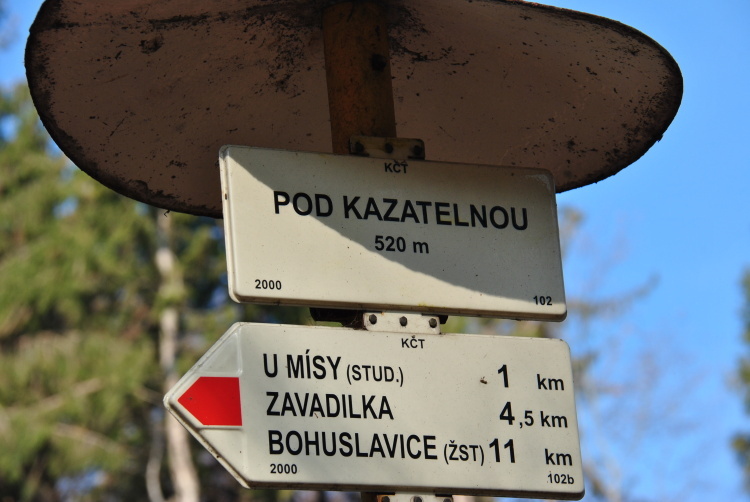 KČT
POD KAZATELNOU
520 m
2000 102
KČT
U MÍSY (STUD.) 1 km
ZAVADILKA 4,5 km
BOHUSLAVICE (ŽST) 11 km
2000 102b